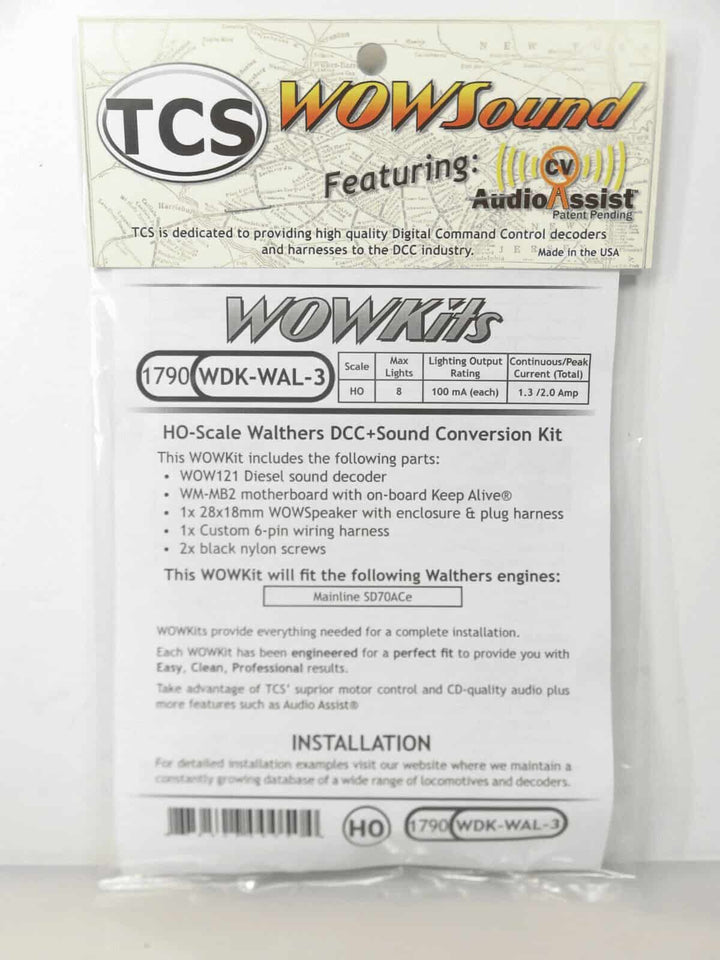 TCS WOWSound
Featuring: CV
AudioAssist™
Patent Pending
TCS is dedicated to providing high quality Digital Command Control decoders
and harnesses to the DCC industry. Made in the USA
WOWKits
1790 WDK-WAL-3
Scale Max Lights Lighting Output Rating Continuous/Peak Current (Total)
HO 8 100 mA (each) 1.3 /2.0 Amp
HO-Scale Walthers DCC+Sound Conversion Kit
This WOWKit includes the following parts:
• WOW121 Diesel sound decoder
• WM-MB2 motherboard with on-board Keep Alive®
• 1x 28x18mm WOWSpeaker with enclosure & plug harness
• 1x Custom 6-pin wiring harness
• 2x black nylon screws
This WOWKit will fit the following Walthers engines:
Mainline SD70ACe
WOWKits provide everything needed for a complete installation.
Each WOWKit has been engineered for a perfect fit to provide you with
Easy, Clean, Professional results.
Take advantage of TCS' suprior motor control and CD-quality audio plus
more features such as Audio Assist®
INSTALLATION
For detailed installation examples visit our website where we maintain a
constantly growing database of a wide range of locomotives and decoders.
HO 1790 WDK-WAL-3